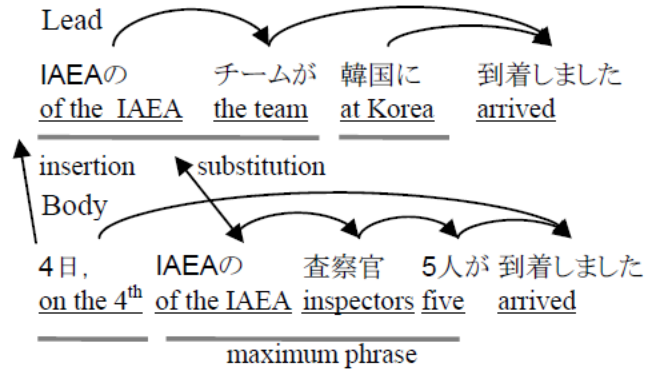 Lead
IAEAの チームが 韓国に 到着しました
of the IAEA the team at Korea arrived
insertion substitution
Body
4日, IAEAの 査察官 5人が 到着しました
on the 4th of the IAEA inspectors five arrived
maximum phrase